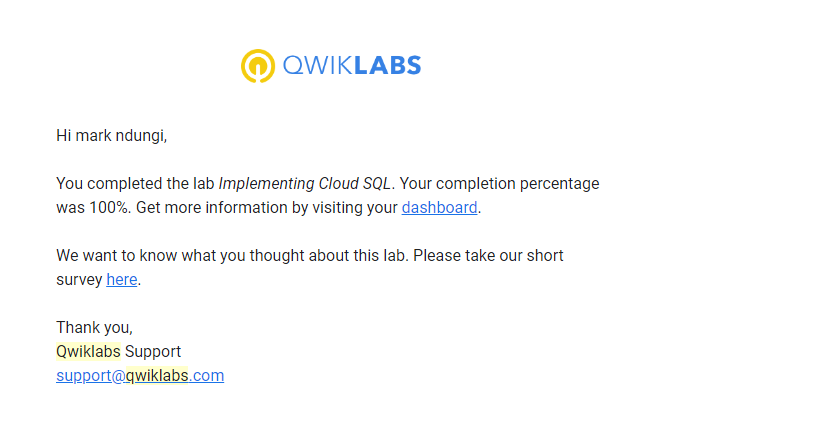 QWIKLABS
Hi mark ndungi,
You completed the lab Implementing Cloud SQL. Your completion percentage
was 100%. Get more information by visiting your dashboard.
We want to know what you thought about this lab. Please take our short
survey here.
Thank you,
Qwiklabs Support
support@qwiklabs.com